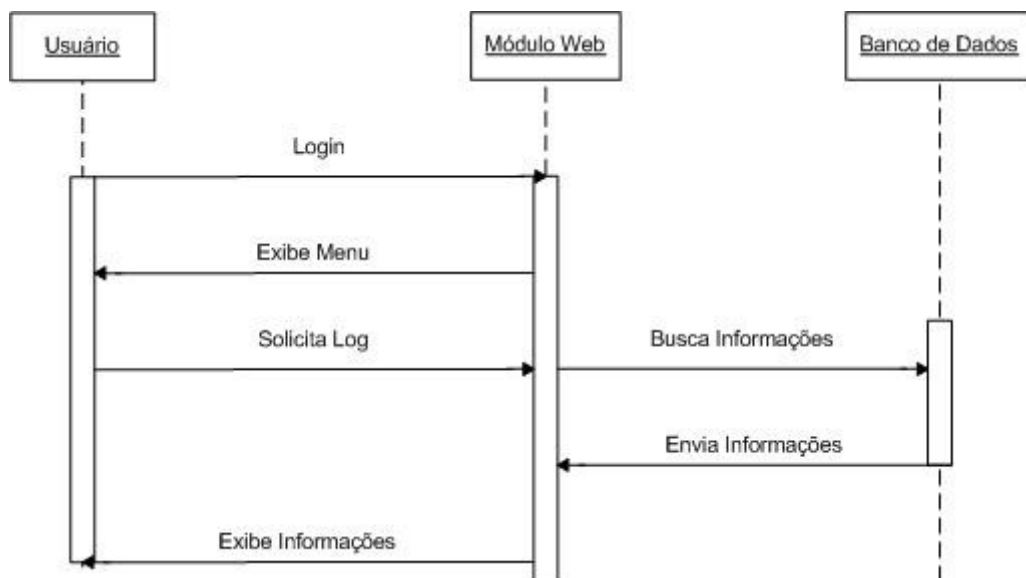 Usuário
Módulo Web
Banco de Dados
Login
Exibe Menu
Solicita Log
Busca Informações
Envia Informações
Exibe Informações